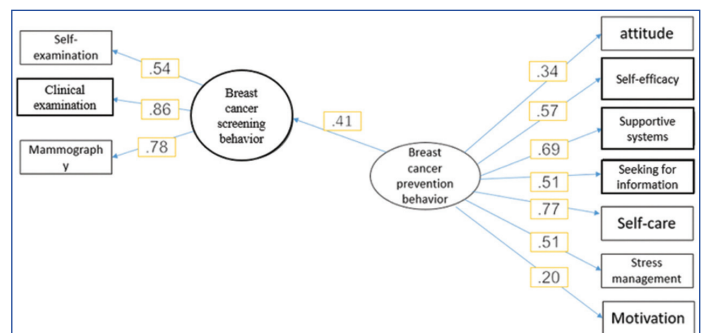 Self-
examination
Clinical
examination
Mammograph
y
.54
.86
.78
Breast
cancer
screening
behavior
.41
Breast
cancer
prevention
behavior
.34
.57
.69
.51
.77
.51
.20
attitude
Self-efficacy
Supportive
systems
Seeking for
information
Self-care
Stress
management
Motivation